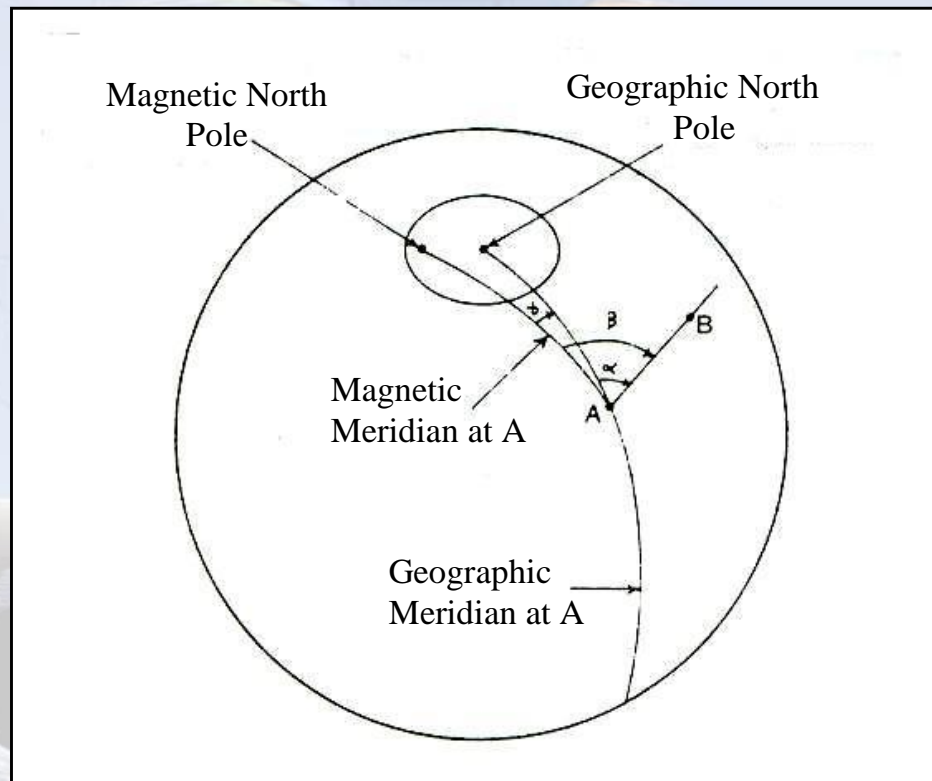 Magnetic North
Pole
Geographic North
Pole
γ
β
B
α
A
Magnetic
Meridian at A
Geographic
Meridian at A